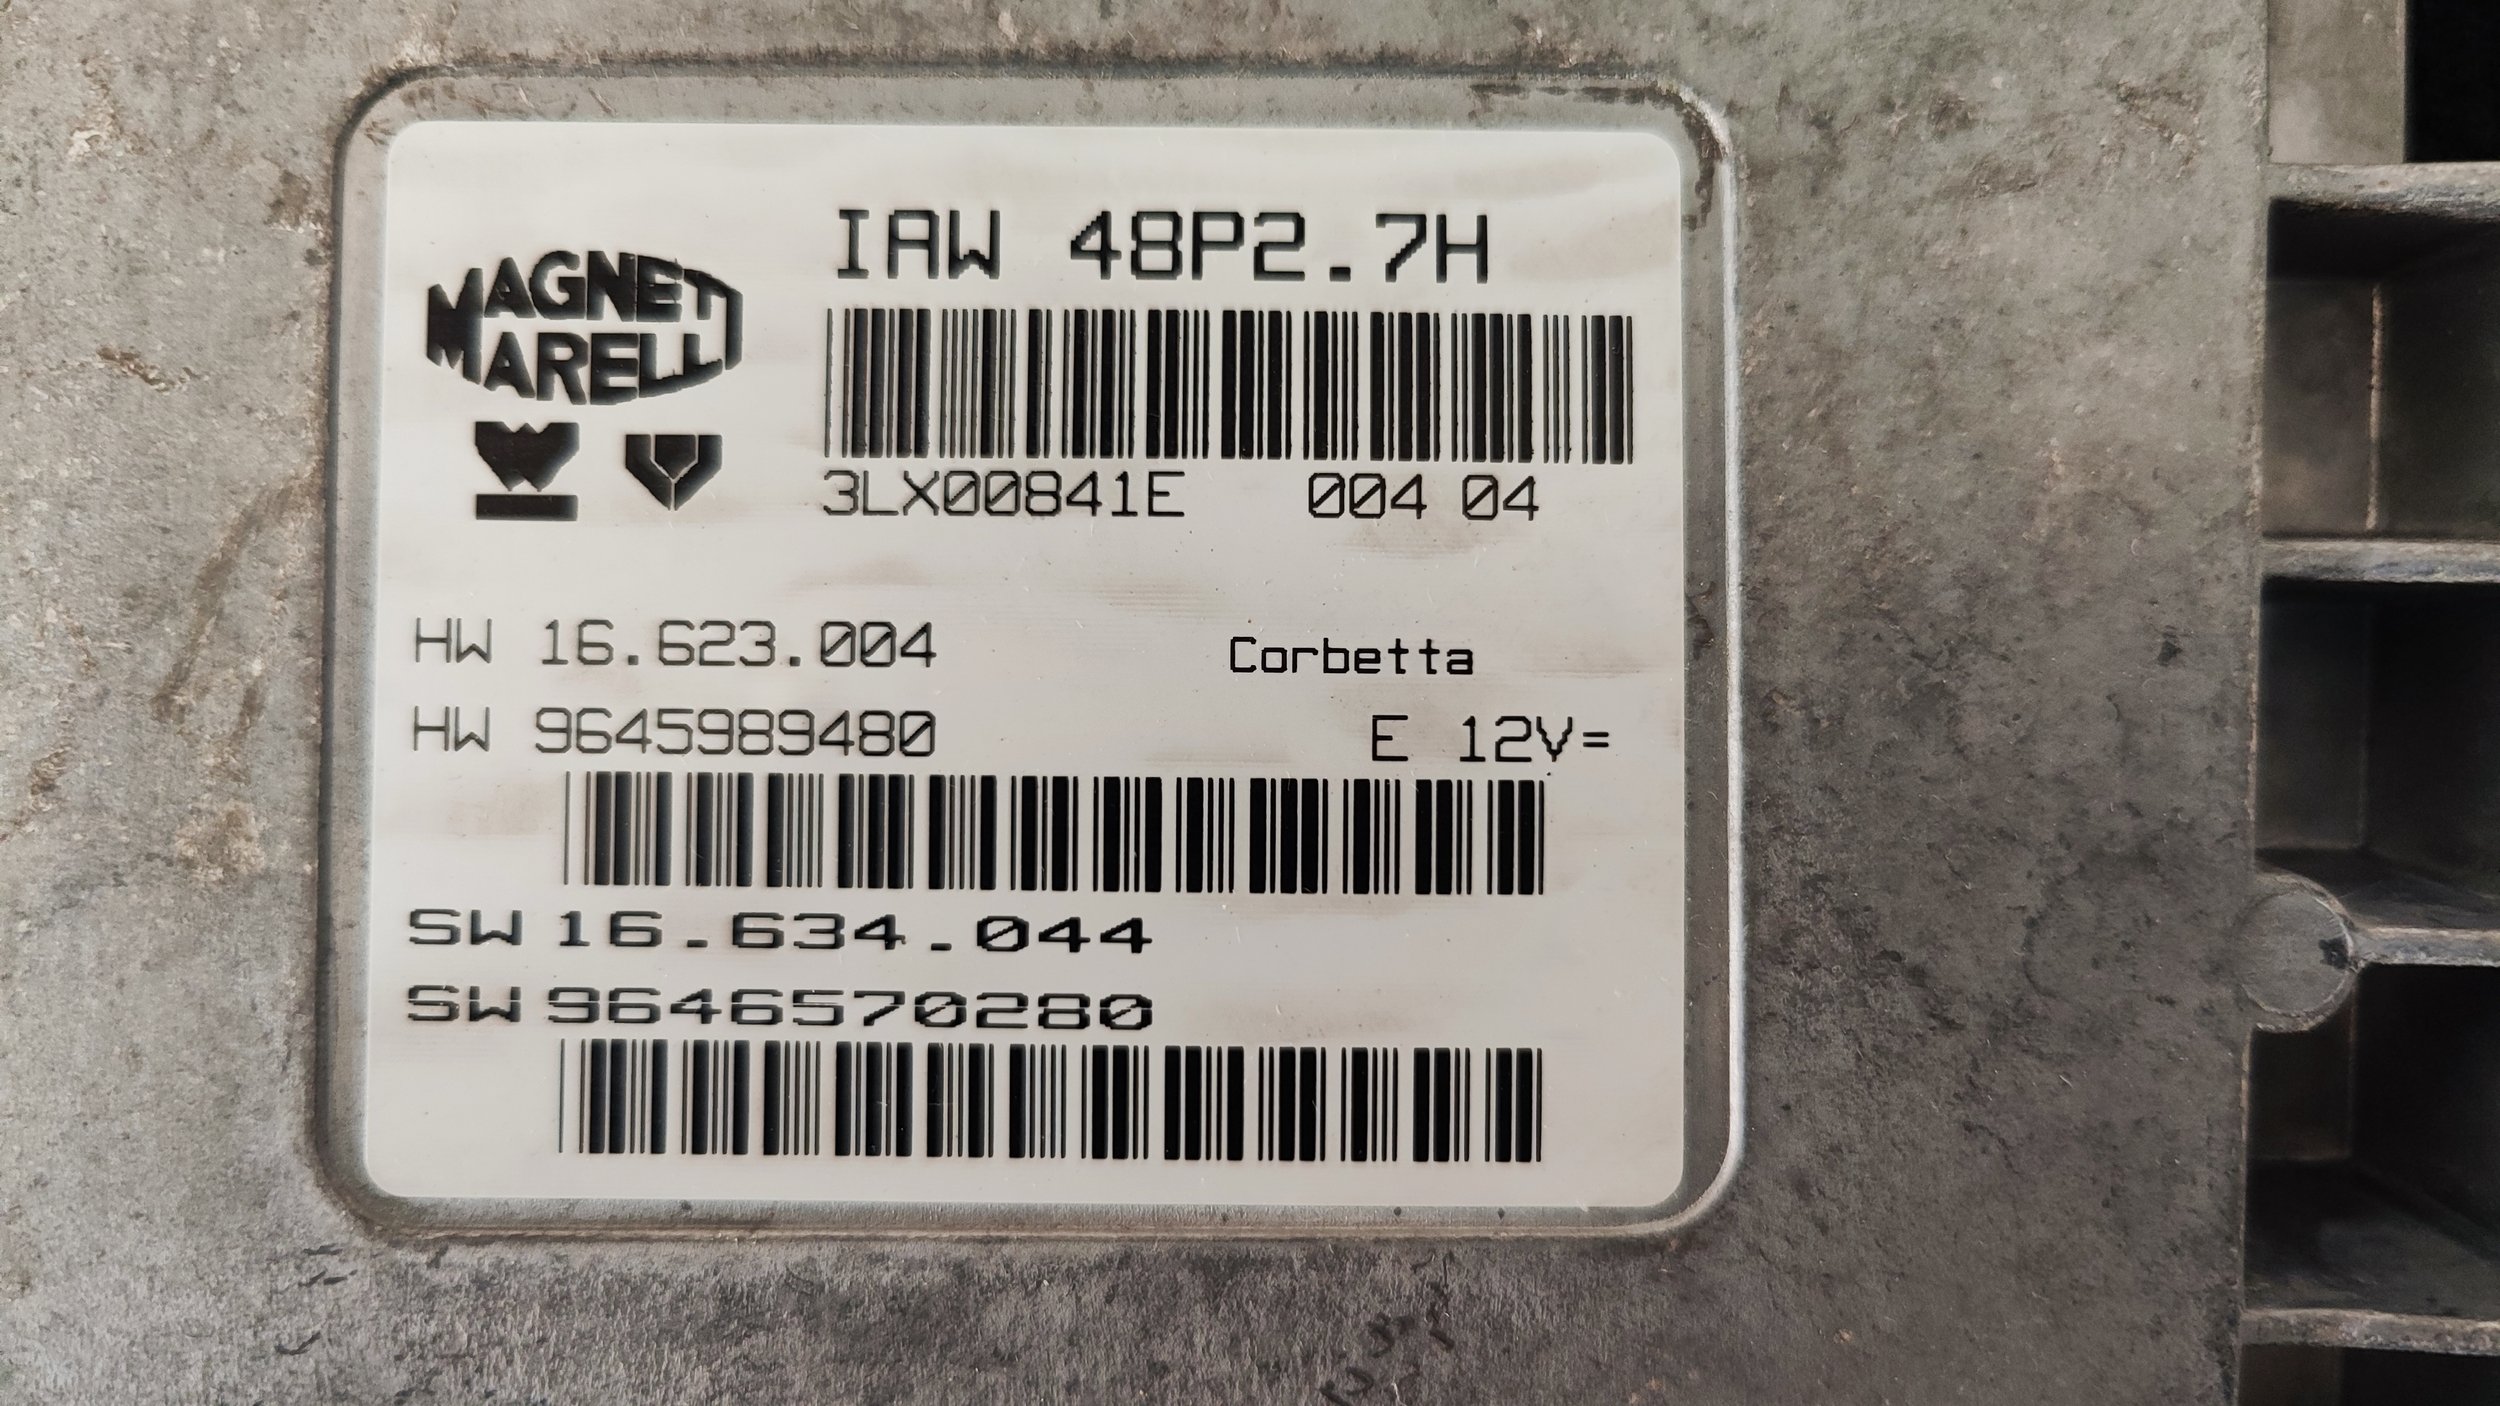 IAW 48P2.7H
MAGNETI
MARELLI
3LX00841E 004 04
HW 16.623.004 Corbetta
HW 9645989480 E 12V=
SW 16.634.044
SW 9646570280